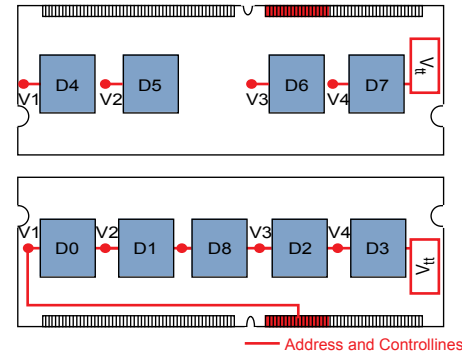 D4 D5 D6 D7 Vtt
V1 V2 V3 V4
V1 V2 V3 V4
D0 D1 D8 D2 D3 Vtt
Address and Controllines